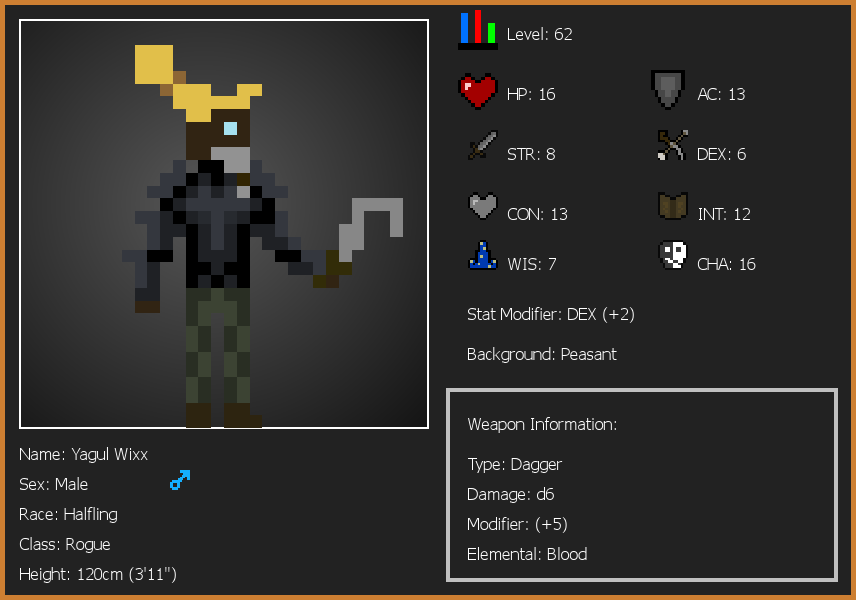 Level: 62
HP: 16
AC: 13
STR: 8
DEX: 6
CON: 13
INT: 12
WIS: 7
CHA: 16
Stat Modifier: DEX (+2)
Background: Peasant
Weapon Information:
Type: Dagger
Damage: d6
Modifier: (+5)
Elemental: Blood
Name: Yagul Wixx
Sex: Male
Race: Halfling
Class: Rogue
Height: 120cm (3'11")